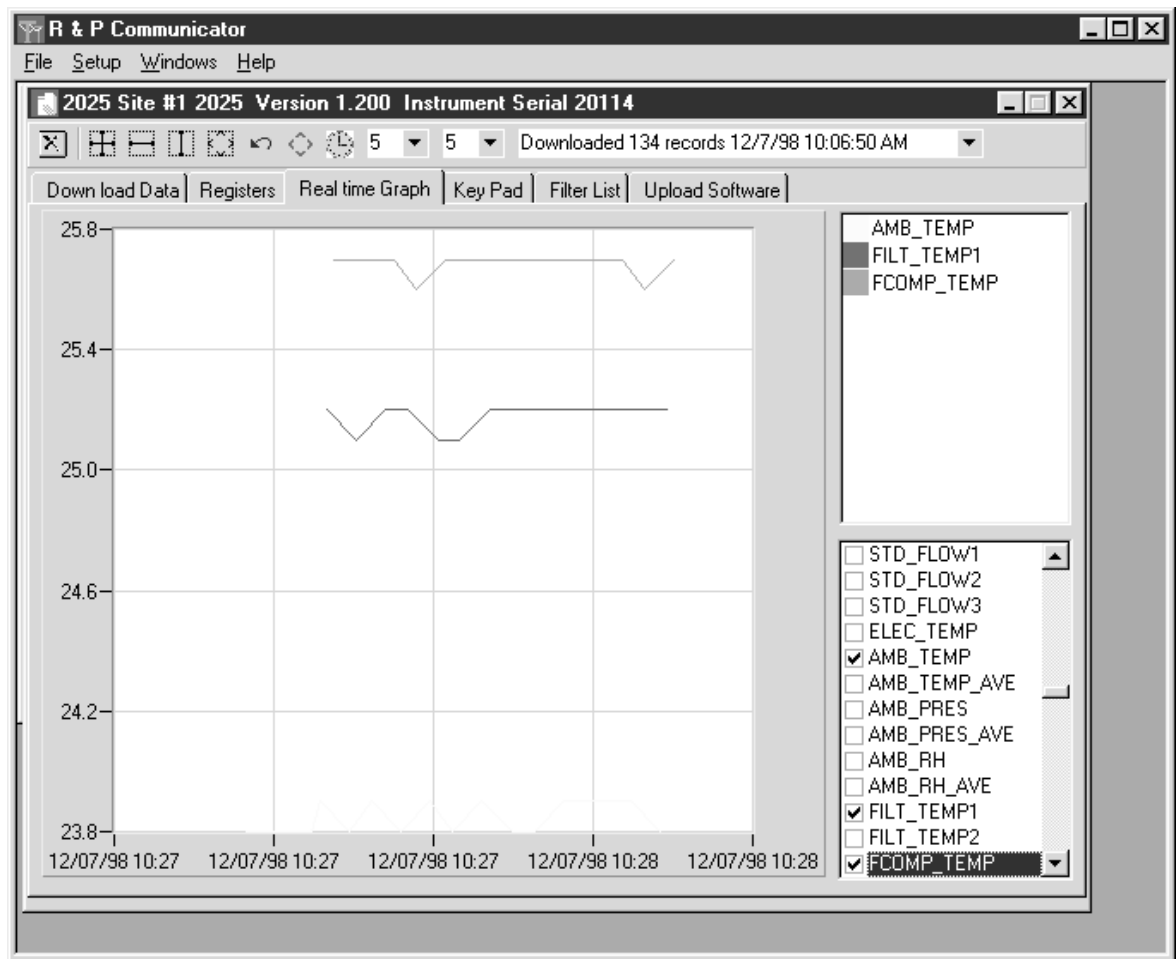 R & P Communicator
File Setup Windows Help
2025 Site #1 2025 Version 1.200 Instrument Serial 20114
5 5 Downloaded 134 records 12/7/98 10:06:50 AM
Down load Data Registers Real time Graph Key Pad Filter List Upload Software
25.8
25.4
25.0
24.6
24.2
23.8
12/07/98 10:27 12/07/98 10:27 12/07/98 10:27 12/07/98 10:28 12/07/98 10:28
AMB_TEMP
FILT_TEMP1
FCOMP_TEMP
STD_FLOW1
STD_FLOW2
STD_FLOW3
ELEC_TEMP
AMB_TEMP
AMB_TEMP_AVE
AMB_PRES
AMB_PRES_AVE
AMB_RH
AMB_RH_AVE
FILT_TEMP1
FILT_TEMP2
FCOMP_TEMP